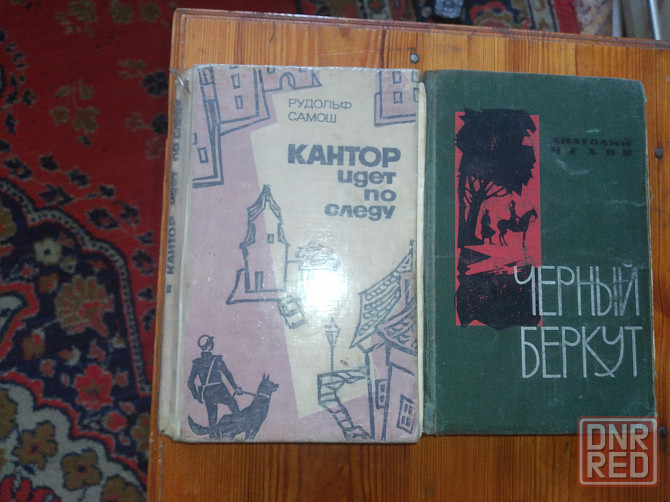 РУДОЛЬФ
САМОШ
КАНТОР
идет
по
следу
КАНТОР идет по следу
АНАТОЛИЙ
ЧЕХОВ
ЧЕРНЫЙ
БЕРКУТ
DNR
RED